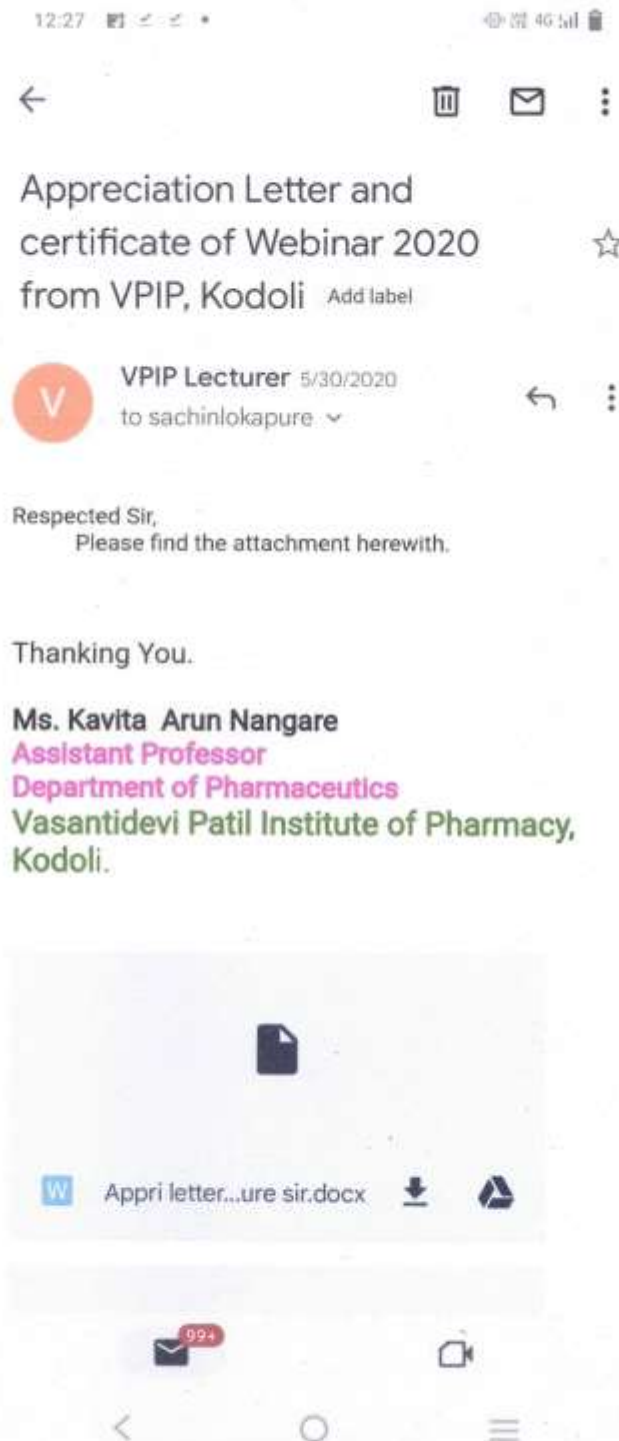 12:27 4G
Appreciation Letter and
certificate of Webinar 2020
from VPIP, Kodoli Add label
V
VPIP Lecturer 5/30/2020
to sachinlokapure
Respected Sir,
Please find the attachment herewith.
Thanking You.
Ms. Kavita Arun Nangare
Assistant Professor
Department of Pharmaceutics
Vasantidevi Patil Institute of Pharmacy,
Kodoli.
W Appri letter...ure sir.docx
99+